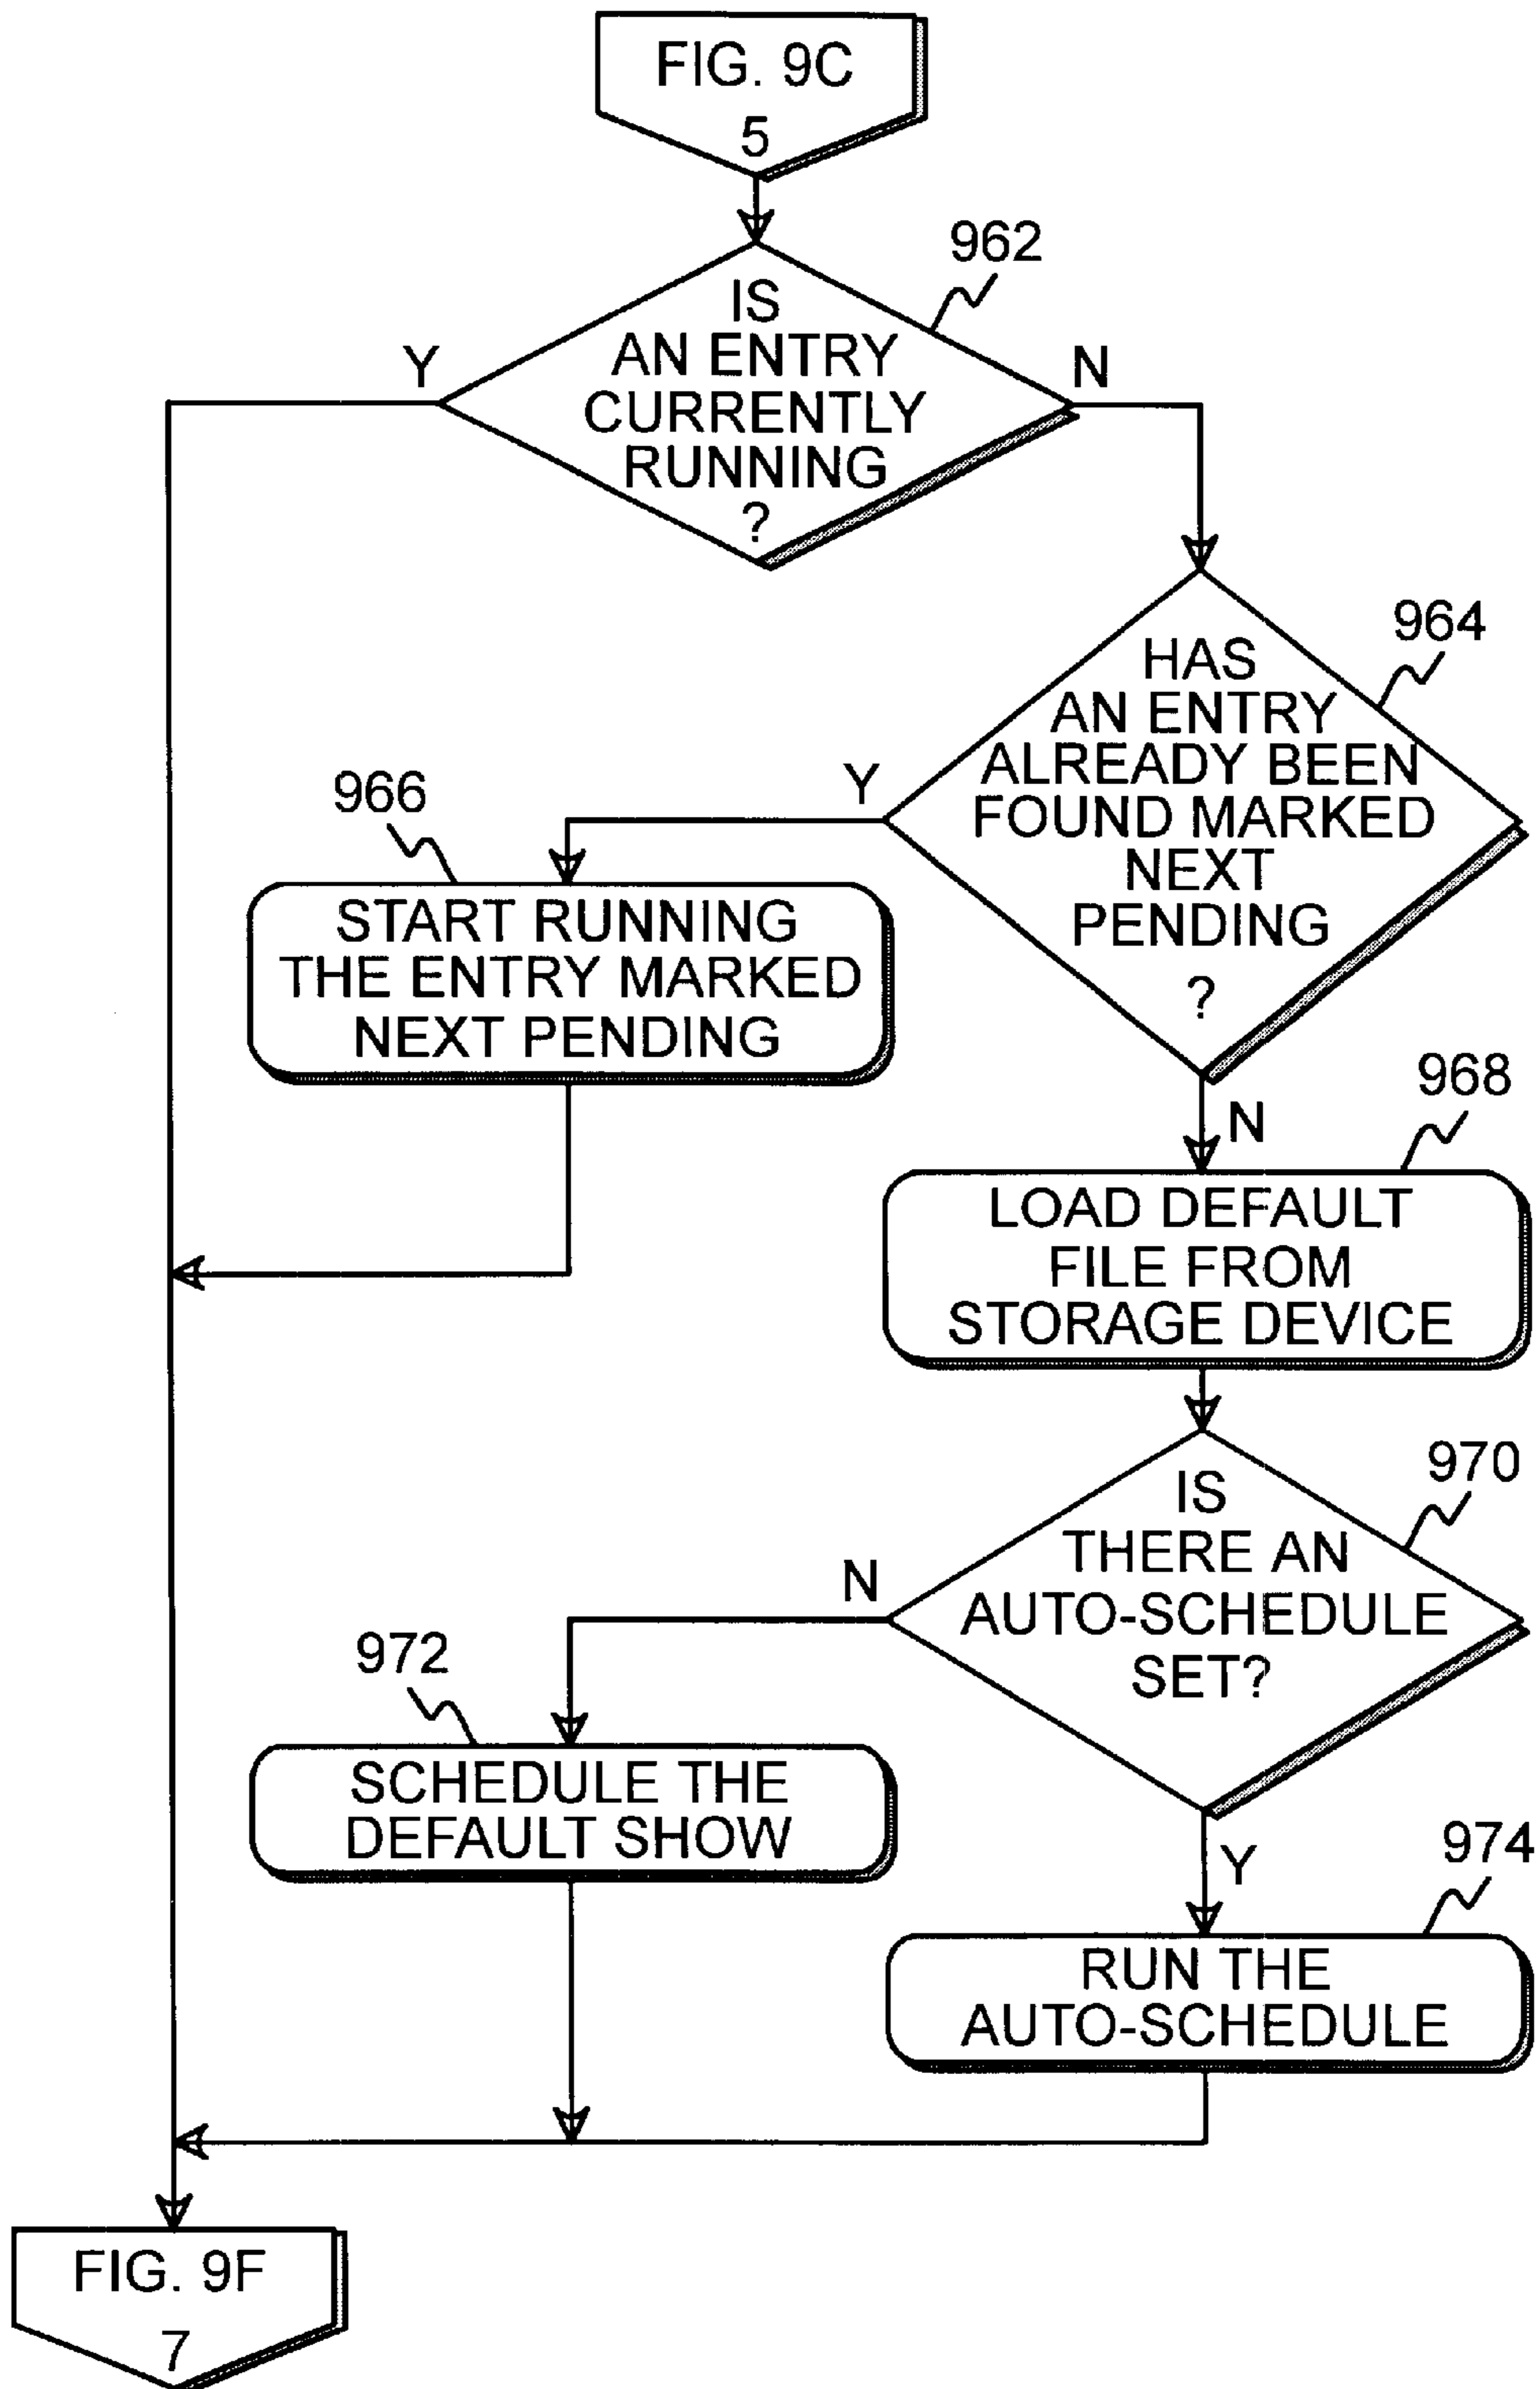 FIG. 9C
5
962
IS
AN ENTRY
CURRENTLY
RUNNING
?
Y
N
964
HAS
AN ENTRY
ALREADY BEEN
FOUND MARKED
NEXT
PENDING
?
Y
966
START RUNNING
THE ENTRY MARKED
NEXT PENDING
N
968
LOAD DEFAULT
FILE FROM
STORAGE DEVICE
970
IS
THERE AN
AUTO-SCHEDULE
SET?
N
972
SCHEDULE THE
DEFAULT SHOW
Y
974
RUN THE
AUTO-SCHEDULE
FIG. 9F
7